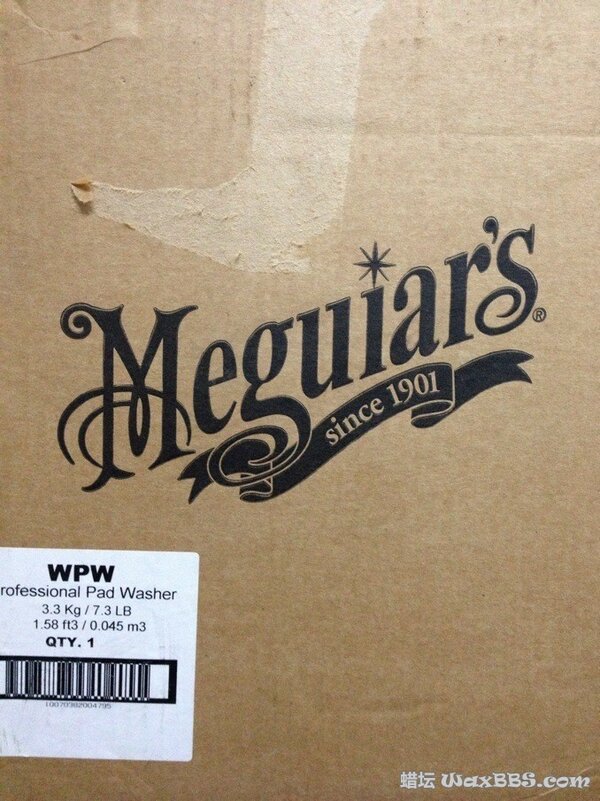 Meguiar's®
since 1901
WPW
rofessional Pad Washer
3.3 Kg / 7.3 LB
1.58 ft3 / 0.045 m3
QTY. 1
10070382004795
蜡坛 WaxBBS.com